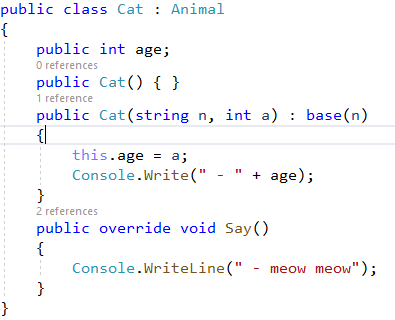 public class Cat : Animal
{
public int age;
0 references
public Cat() { }
1 reference
public Cat(string n, int a) : base(n)
{
this.age = a;
Console.Write(" - " + age);
}
2 references
public override void Say()
{
Console.WriteLine(" - meow meow");
}
}